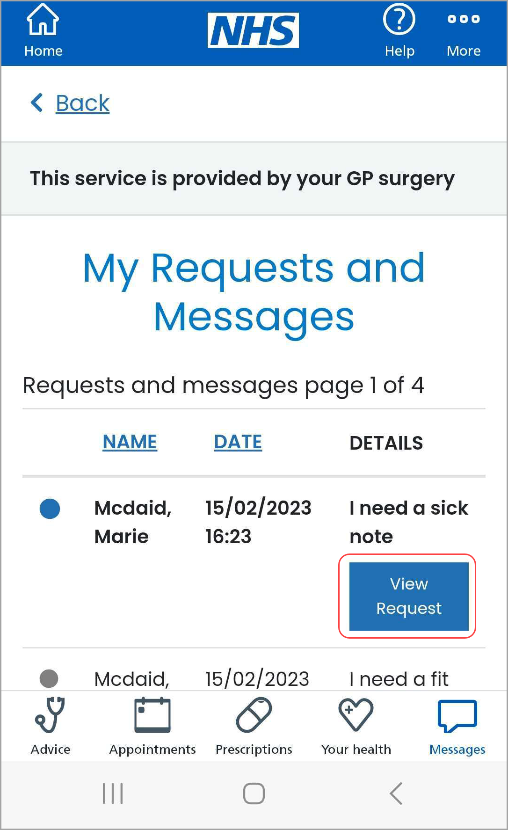 NHS
Home
Help
More
Back
This service is provided by your GP surgery
My Requests and
Messages
Requests and messages page 1 of 4
NAME DATE DETAILS
Mcdaid, 15/02/2023 I need a sick
Marie 16:23 note
View
Request
Mcdaid, 15/02/2023 I need a fit
Advice Appointments Prescriptions Your health Messages